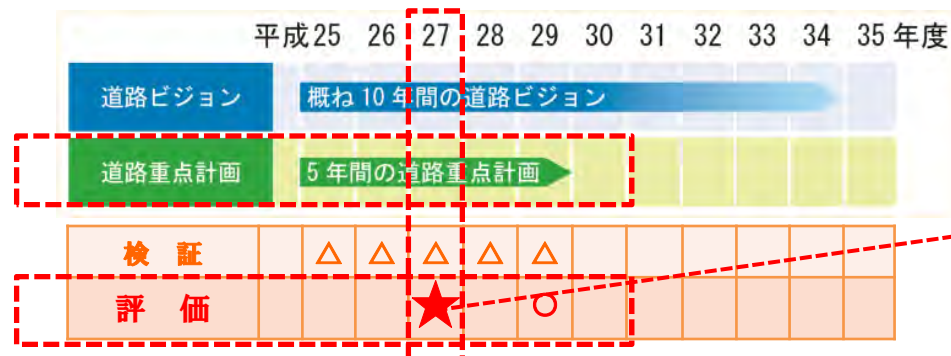 平成25 26 27 28 29 30 31 32 33 34 35 年度
道路ビジョン 概ね 10 年間の道路ビジョン
道路重点計画 5 年間の道路重点計画
検 証 △ △ △ △ △
評 価 ★ ○